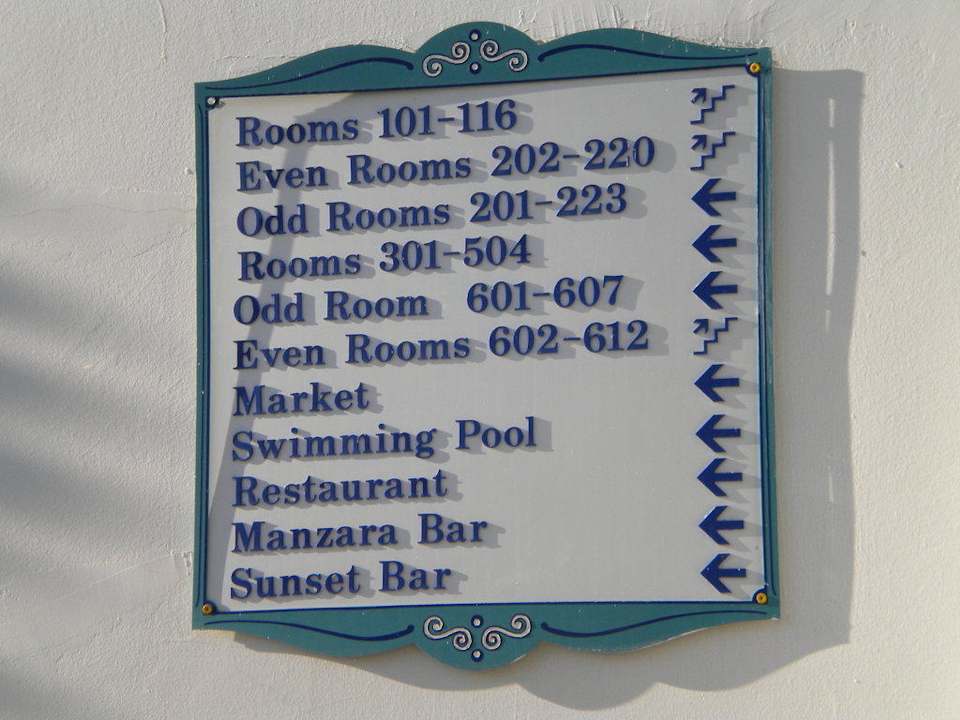 Rooms 101-116
Even Rooms 202-220
Odd Rooms 201-223
Rooms 301-504
Odd Room 601-607
Even Rooms 602-612
Market
Swimming Pool
Restaurant
Manzara Bar
Sunset Bar